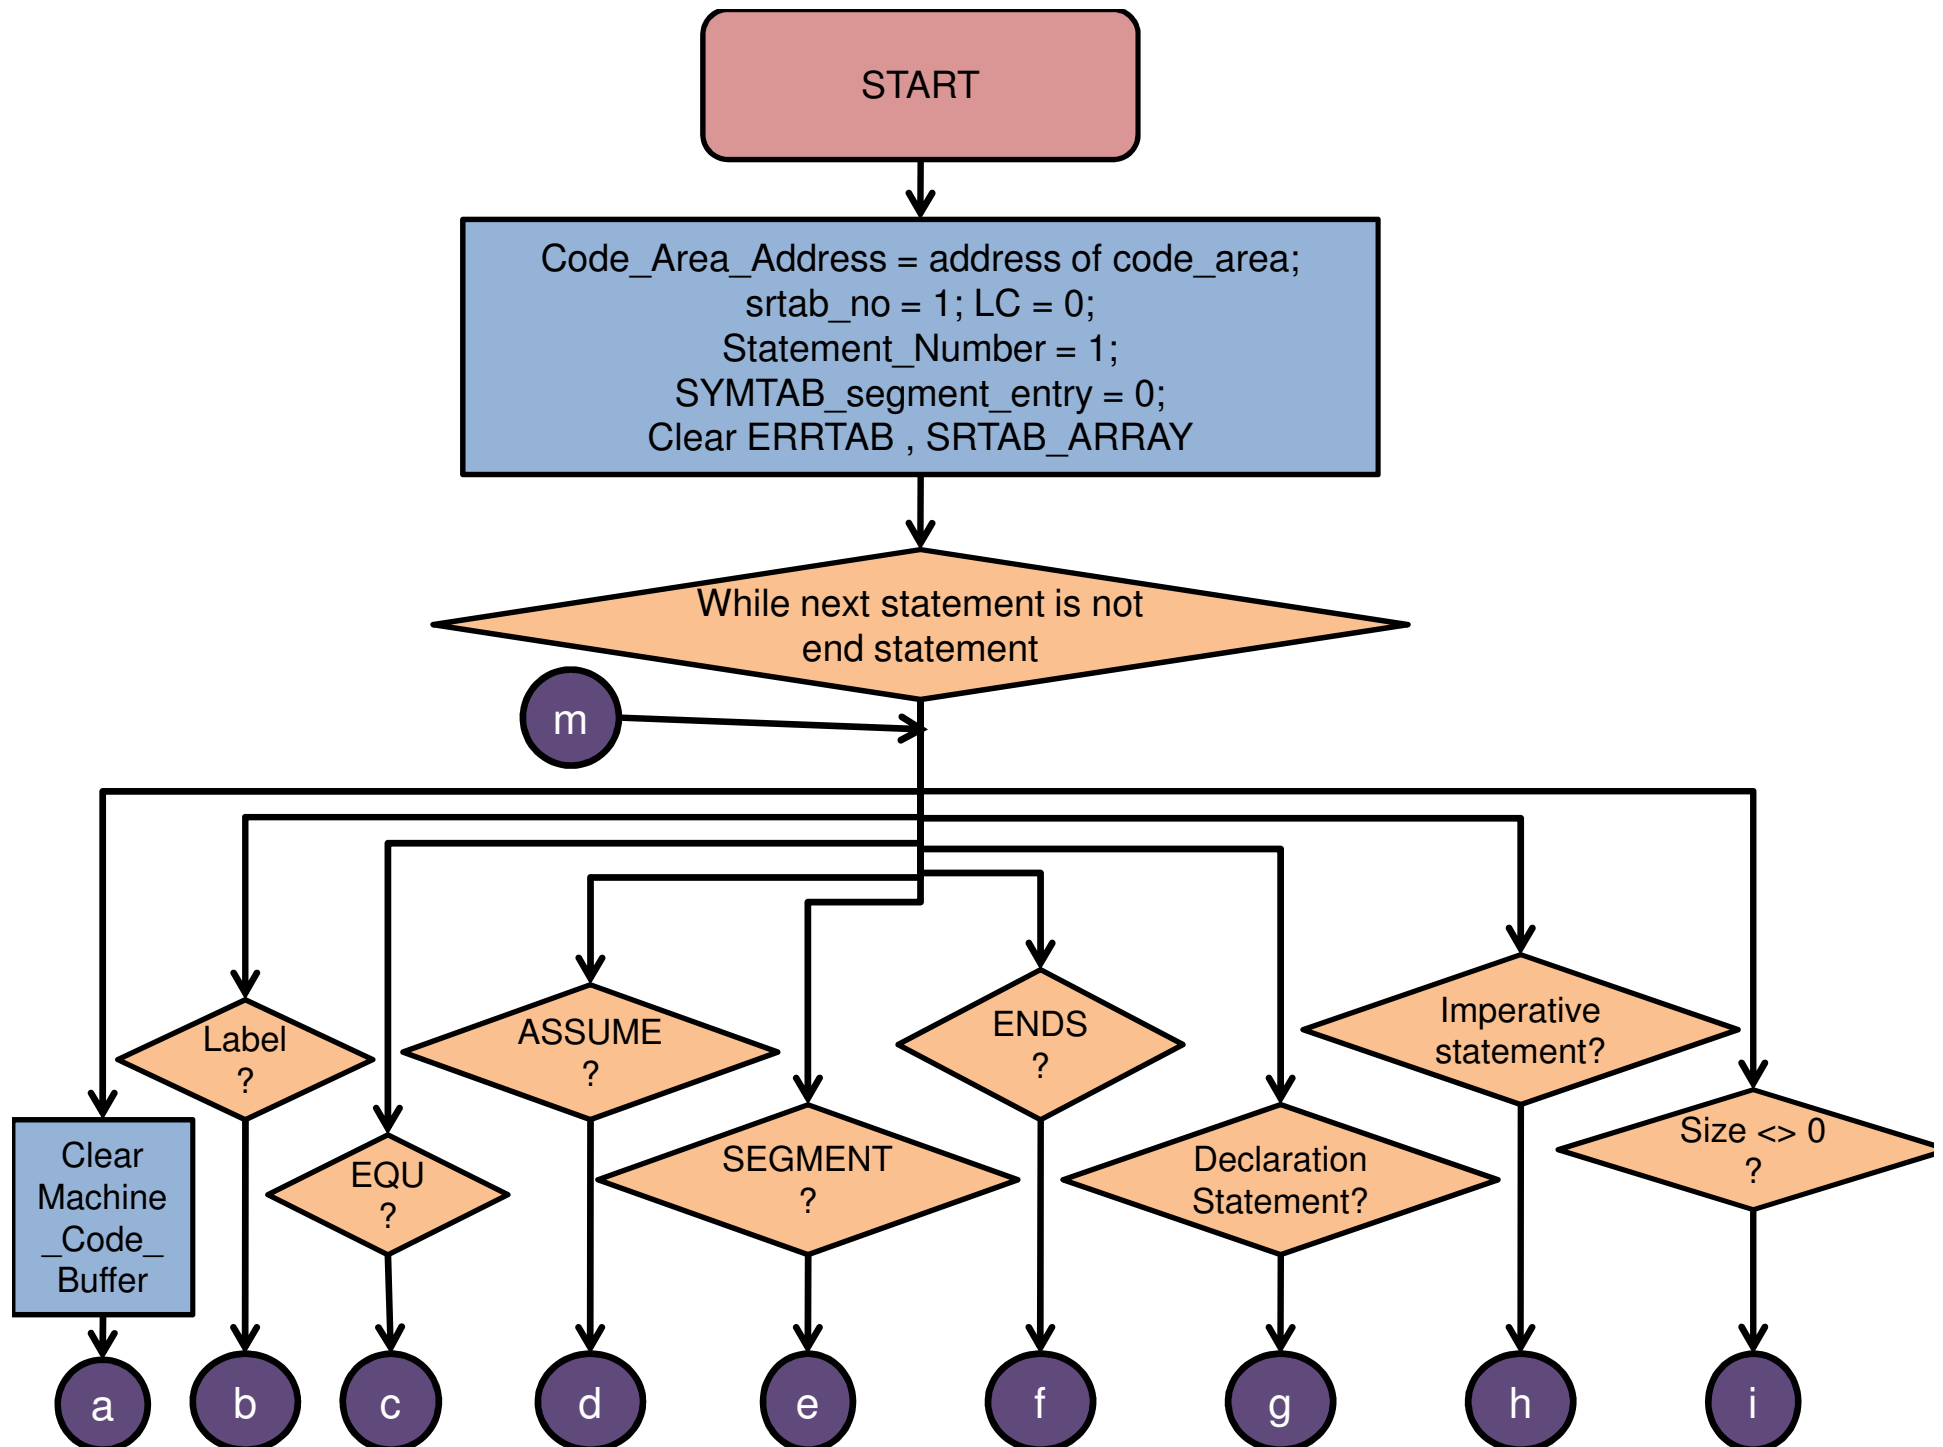 START
Code_Area_Address = address of code_area;
srtab_no = 1; LC = 0;
Statement_Number = 1;
SYMTAB_segment_entry = 0;
Clear ERRTAB , SRTAB_ARRAY
While next statement is not
end statement
m
Label
?
ASSUME
?
ENDS
?
Imperative
statement?
Clear
Machine
_Code_
Buffer
EQU
?
SEGMENT
?
Declaration
Statement?
Size <> 0
?
a
b
c
d
e
f
g
h
i